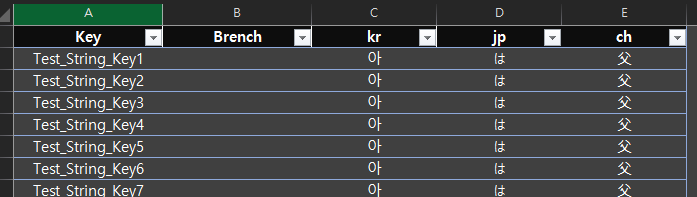 A B C D E
Key Brench kr jp ch
Test_String_Key1 아 は 父
Test_String_Key2 아 は 父
Test_String_Key3 아 は 父
Test_String_Key4 아 は 父
Test_String_Key5 아 は 父
Test_String_Key6 아 は 父
Test_String_Key7 아 は 父